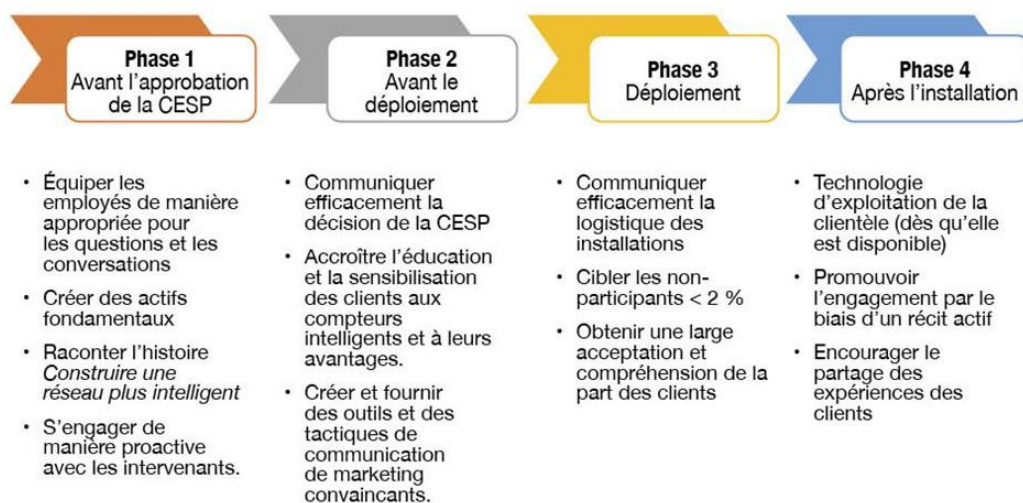 Phase 1
Avant l'approbation
de la CESP
Phase 2
Avant le
déploiement
Phase 3
Déploiement
Phase 4
Après l'installation
• Équiper les
employés de manière
appropriée pour
les questions et les
conversations
• Créer des actifs
fondamentaux
• Raconter l'histoire
Construire une
réseau plus intelligent
• S'engager de
manière proactive
avec les intervenants.
• Communiquer
efficacement la
décision de la CESP
• Accroître l'éducation
et la sensibilisation
des clients aux
compteurs
intelligents et à leurs
avantages.
• Créer et fournir
des outils et des
tactiques de
communication
de marketing
convaincants.
• Communiquer
efficacement la
logistique des
installations
• Cibler les non-
participants < 2 %
• Obtenir une large
acceptation et
compréhension de la
part des clients
• Technologie
d'exploitation de la
clientèle (dès qu'elle
est disponible)
• Promouvoir
l'engagement par le
biais d'un récit actif
• Encourager le
partage des
expériences des
clients